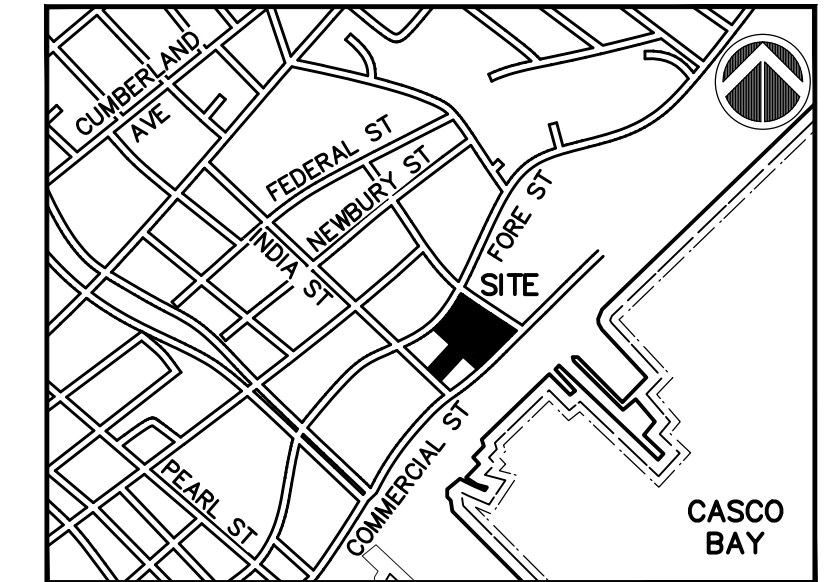 CUMBERLAND
AVE
FEDERAL ST
NEWBURY ST
INDIA ST
FORE ST
SITE
PEARL ST
COMMERCIAL ST
CASCO
BAY